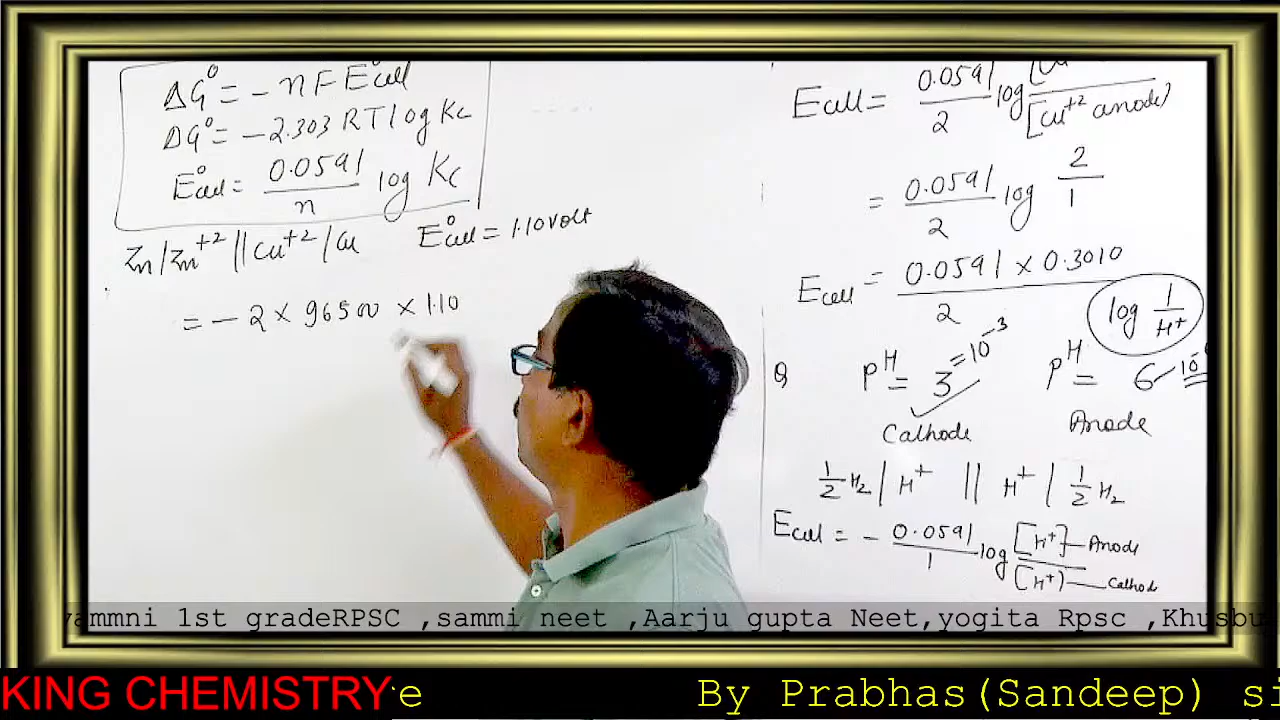 ΔG° = - nFE°cell
ΔG° = - 2.303 RT log Kc
E°cell = 0.0591/n log Kc
Zn/Zn+2||Cu+2/Cu E°cell = 1.10 volt
= - 2 × 96500 × 1.10
Ecell = 0.0591/2 log [Cu+2 anode)
= 0.0591/2 log 2/1
Ecell = 0.0591 × 0.3010/2
log 1/H+
Q pH = 3 = 10-3 pH = 6
Cathode Anode
1/2 H2 | H+ || H+ | 1/2 H2
Ecell = - 0.0591/1 log [H+] Anode/[H+) Cathode
1st gradeRPSC ,sammi neet ,Aarju gupta Neet,yogita Rpsc
KING CHEMISTRY By Prabhas(Sandeep)